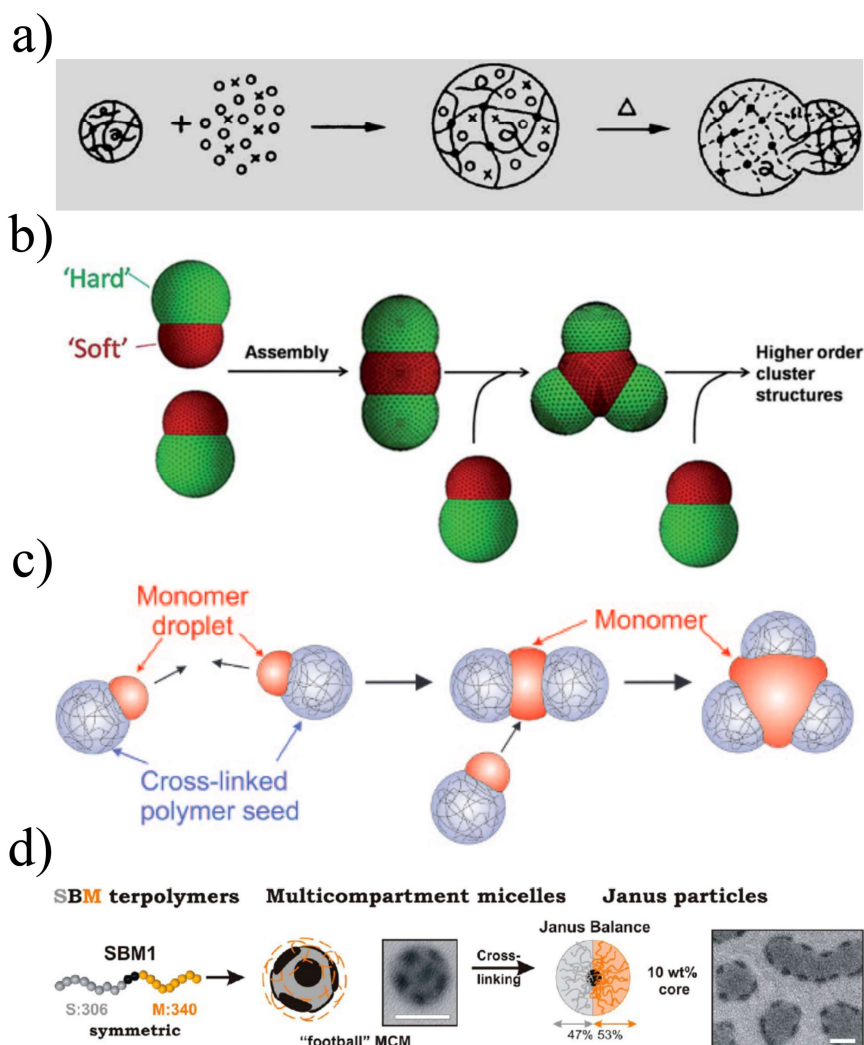 a)
+
Δ
b)
'Hard'
'Soft'
Assembly
Higher order
cluster
structures
c)
Monomer
droplet
Monomer
Cross-linked
polymer seed
d)
SBM terpolymers Multicompartment micelles Janus particles
SBM1
S:306 M:340
symmetric
"football" MCM
Cross-
linking
Janus Balance
47% 53%
10 wt%
core